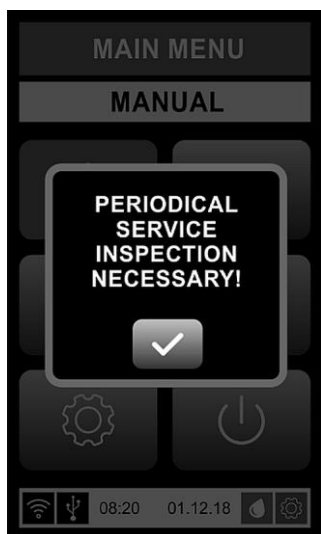 MAIN MENU
MANUAL
PERIODICAL
SERVICE
INSPECTION
NECESSARY!
08:20 01.12.18